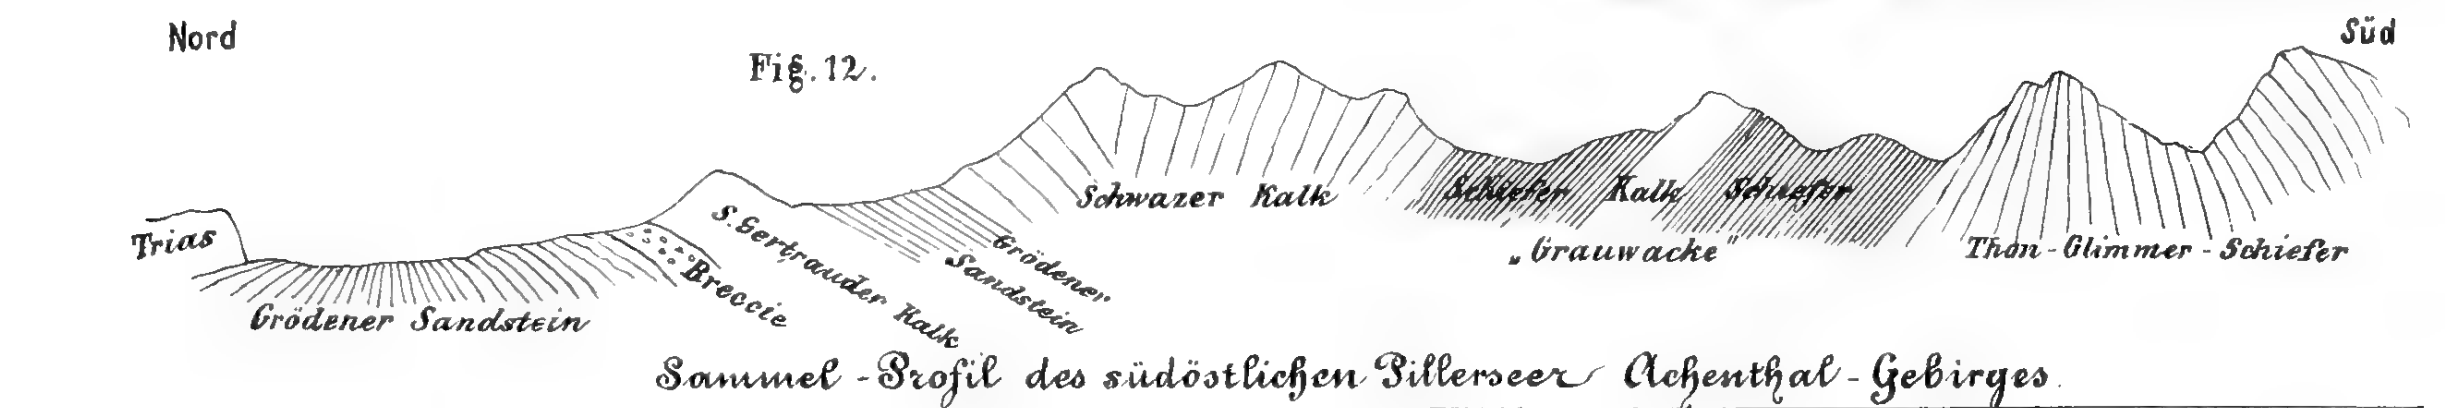 Nord
Süd
Fig. 12.
Trias
Grödener Sandstein
Breccie
S. Gertrauder Kalk
Grödener
Sandstein
Schwazer Kalk
Schiefer Kalk Schiefer
„Grauwacke"
Thon-Glimmer-Schiefer
Sammel-Profil des südöstlichen Pillerseer Achenthal-Gebirges.